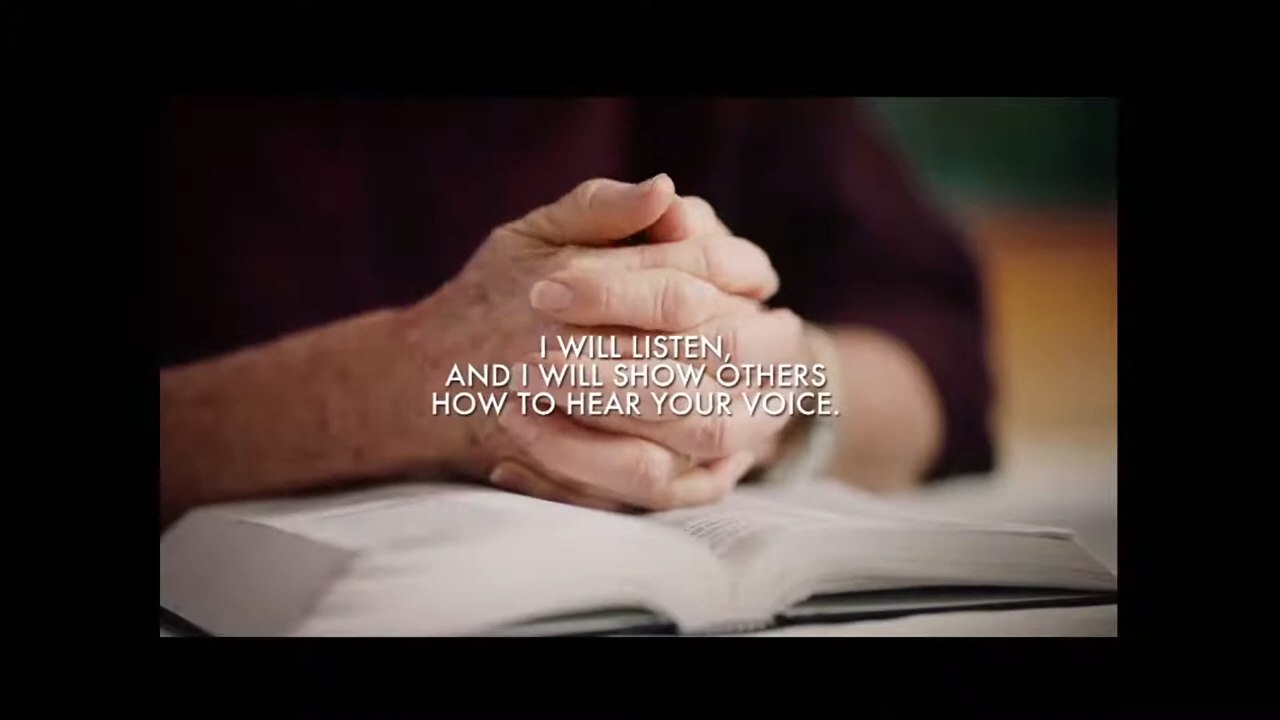 I WILL LISTEN,
AND I WILL SHOW OTHERS
HOW TO HEAR YOUR VOICE.